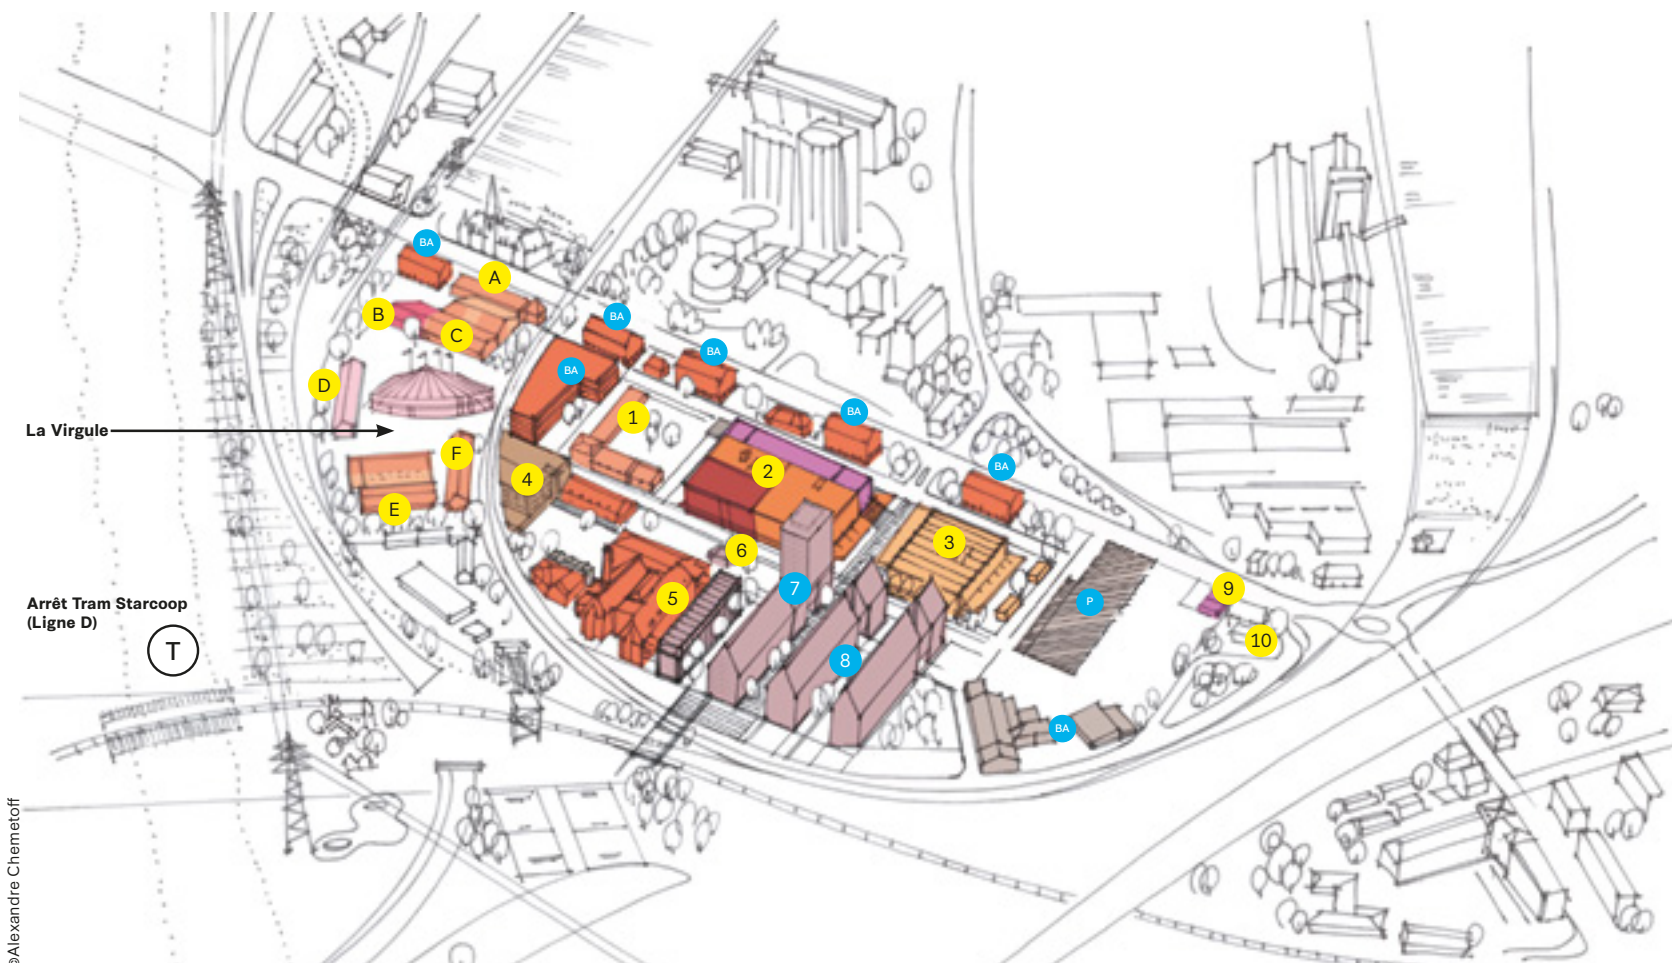 BA
A
B
C
BA
BA
BA
D
1
BA
La Virgule
F
2
BA
4
E
3
6
7
9
5
P
Arrêt Tram Starcoop
(Ligne D)
T
10
8
BA
©Alexandre Chemetoff